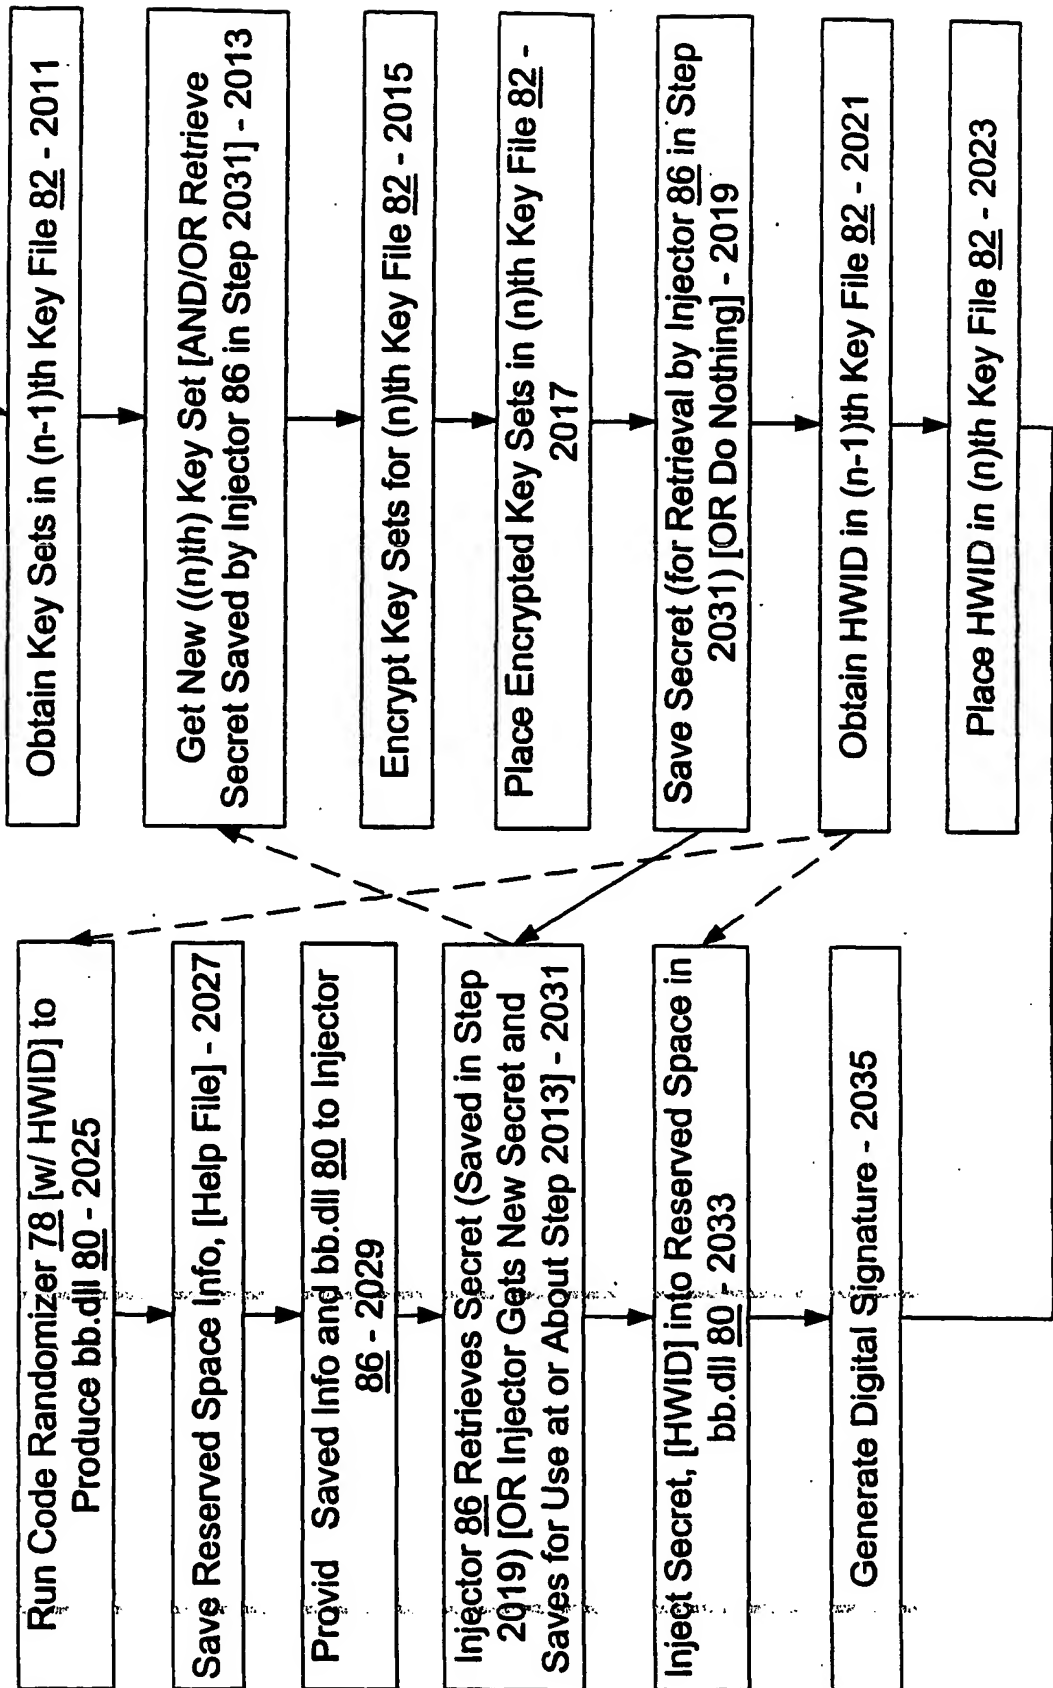 Obtain Key Sets in (n-1)th Key File 82 - 2011
Get New ((n)th) Key Set [AND/OR Retrieve
Secret Saved by Injector 86 in Step 2031] - 2013
Encrypt Key Sets for (n)th Key File 82 - 2015
Place Encrypted Key Sets in (n)th Key File 82 -
2017
Save Secret (for Retrieval by Injector 86 in Step
2031) [OR Do Nothing] - 2019
Obtain HWID in (n-1)th Key File 82 - 2021
Place HWID in (n)th Key File 82 - 2023
Run Code Randomizer 78 [w/ HWID] to
Produce bb.dll 80 - 2025
Save Reserved Space Info, [Help File] - 2027
Provid Saved Info and bb.dll 80 to Injector
86 - 2029
Injector 86 Retrieves Secret (Saved in Step
2019) [OR Injector Gets New Secret and
Saves for Use at or About Step 2013] - 2031
Inject Secret, [HWID] into Reserved Space in
bb.dll 80 - 2033
Generate Digital Signature - 2035